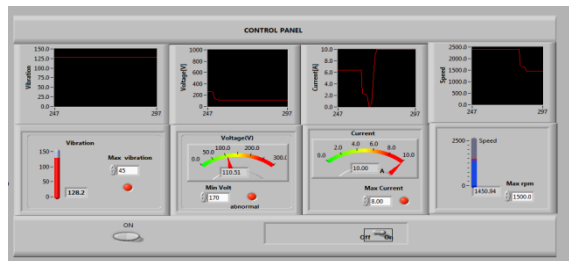 CONTROL PANEL
Vibration
150.0
125.0
100.0
75.0
50.0
25.0
0.0
247 297
Voltage(V)
1000
800
600
400
200
0
247 297
Current(A)
10.0
8.0
6.0
4.0
2.0
0.0
247 297
Speed
2500.0
2000.0
1500.0
1000.0
500.0
0.0
247 297
Vibration
150
100
50
0
128.2
Max vibration
45
Voltage(V)
0.0 50.0 100.0 200.0 300.0
110.51
Min Volt
170
abnormal
Current
0.0 2.0 4.0 6.0 8.0 10.0
10.00 A
Max Current
8.00
Speed
2500
0
1450.94
Max rpm
1500.0
ON
Off On